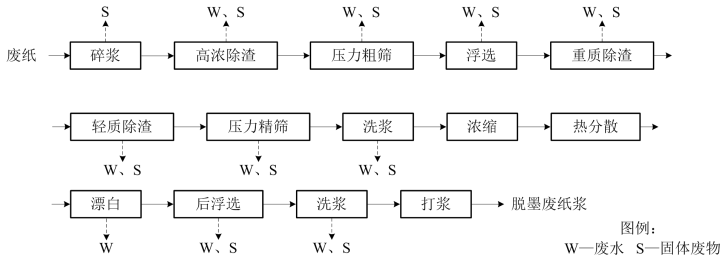 S W、S W、S W、S W、S
废纸 碎浆 高浓除渣 压力粗筛 浮选 重质除渣
轻质除渣 压力精筛 洗浆 浓缩 热分散
W、S W、S W、S
漂白 后浮选 洗浆 打浆 脱墨废纸浆
W W、S W、S
图例:
W—废水 S—固体废物